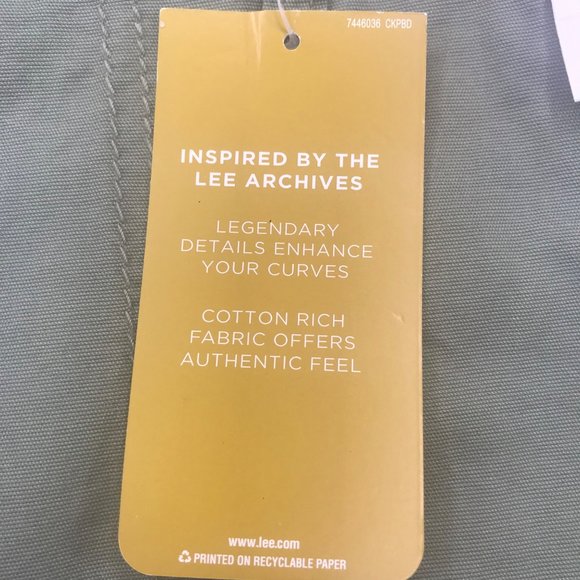 7446036 CKPBD
INSPIRED BY THE
LEE ARCHIVES
LEGENDARY
DETAILS ENHANCE
YOUR CURVES
COTTON RICH
FABRIC OFFERS
AUTHENTIC FEEL
www.lee.com
PRINTED ON RECYCLABLE PAPER